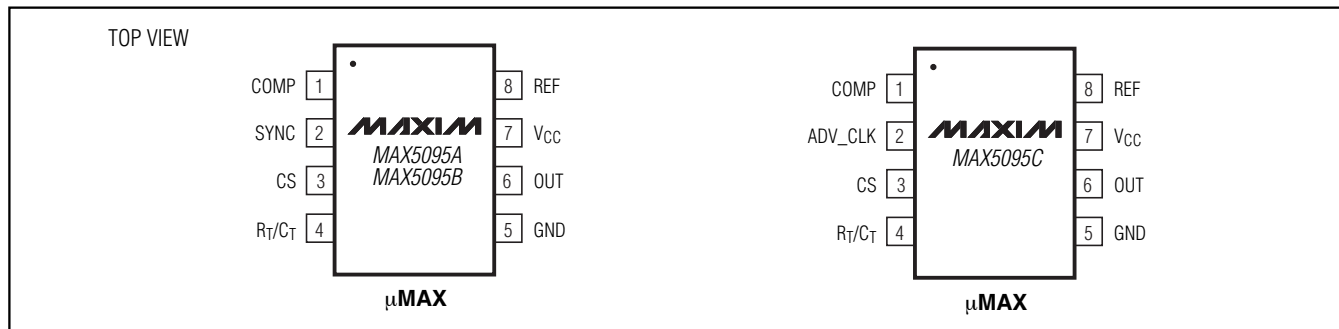 TOP VIEW
COMP 1
SYNC 2
CS 3
RT/CT 4
MAXIM
MAX5095A
MAX5095B
8 REF
7 VCC
6 OUT
5 GND
μMAX
COMP 1
ADV_CLK 2
CS 3
RT/CT 4
MAXIM
MAX5095C
8 REF
7 VCC
6 OUT
5 GND
μMAX